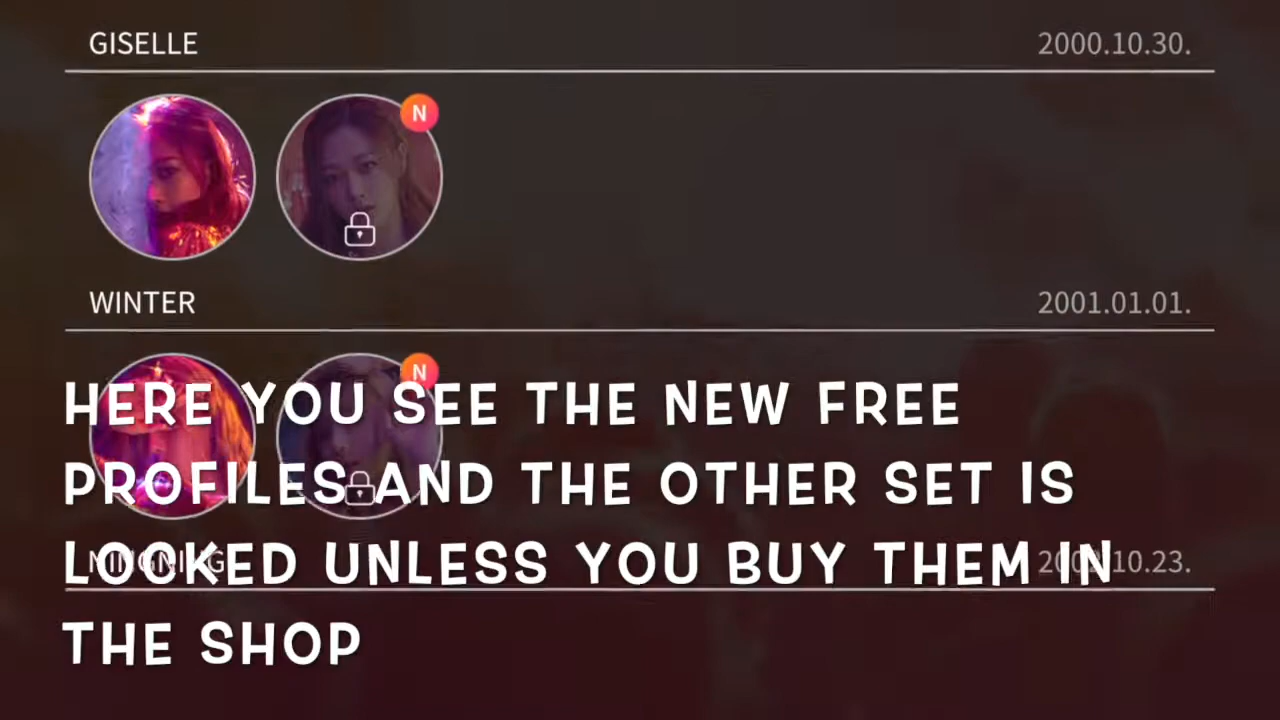 GISELLE 2000.10.30.
N
WINTER 2001.01.01.
N
HERE YOU SEE THE NEW FREE
PROFILES AND THE OTHER SET IS
NINGNING
LOCKED UNLESS YOU BUY THEM IN
THE SHOP